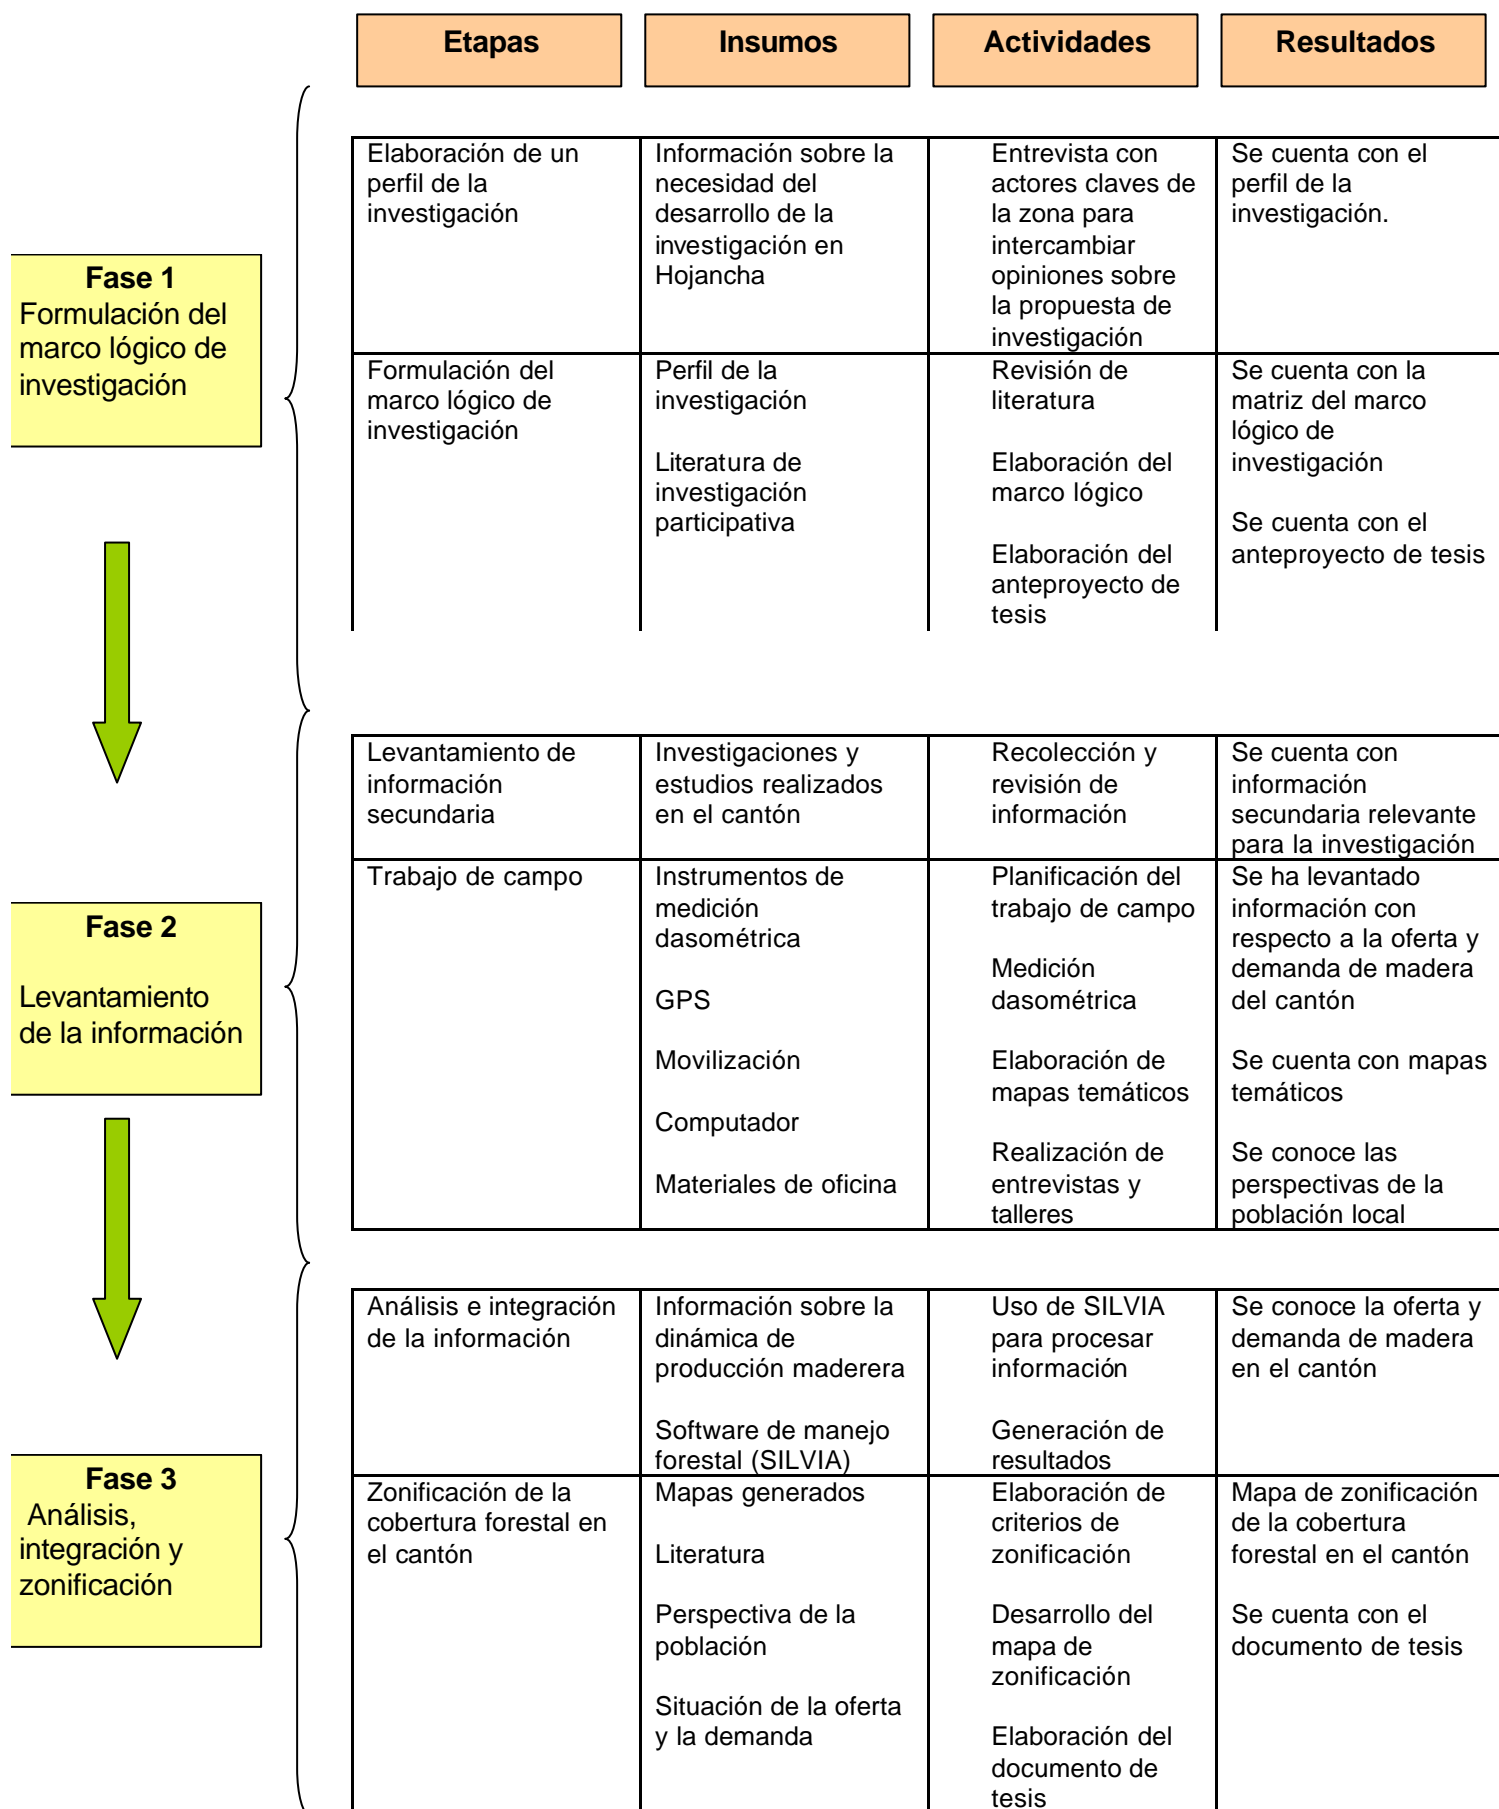 Etapas
Insumos
Actividades
Resultados
Fase 1
Formulación del
marco lógico de
investigación
Elaboración de un
perfil de la
investigación
Información sobre la
necesidad del
desarrollo de la
investigación en
Hojancha
Entrevista con
actores claves de
la zona para
intercambiar
opiniones sobre
la propuesta de
investigación
Se cuenta con el
perfil de la
investigación.
Formulación del
marco lógico de
investigación
Perfil de la
investigación
Literatura de
investigación
participativa
Revisión de
literatura
Elaboración del
marco lógico
Elaboración del
anteproyecto de
tesis
Se cuenta con la
matriz del marco
lógico de
investigación
Se cuenta con el
anteproyecto de tesis
Fase 2
Levantamiento
de la información
Levantamiento de
información
secundaria
Investigaciones y
estudios realizados
en el cantón
Recolección y
revisión de
información
Se cuenta con
información
secundaria relevante
para la investigación
Trabajo de campo
Instrumentos de
medición
dasométrica
GPS
Movilización
Computador
Materiales de oficina
Planificación del
trabajo de campo
Medición
dasométrica
Elaboración de
mapas temáticos
Realización de
entrevistas y
talleres
Se ha levantado
información con
respecto a la oferta y
demanda de madera
del cantón
Se cuenta con mapas
temáticos
Se conoce las
perspectivas de la
población local
Fase 3
Análisis,
integración y
zonificación
Análisis e integración
de la información
Información sobre la
dinámica de
producción maderera
Software de manejo
forestal (SILVIA)
Uso de SILVIA
para procesar
información
Generación de
resultados
Se conoce la oferta y
demanda de madera
en el cantón
Zonificación de la
cobertura forestal en
el cantón
Mapas generados
Literatura
Perspectiva de la
población
Situación de la oferta
y la demanda
Elaboración de
criterios de
zonificación
Desarrollo del
mapa de
zonificación
Elaboración del
documento de
tesis
Mapa de zonificación
de la cobertura
forestal en el cantón
Se cuenta con el
documento de tesis